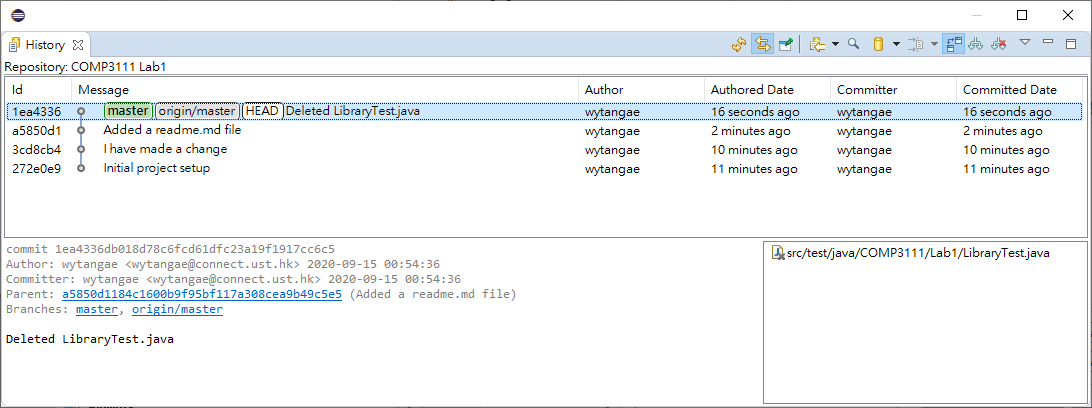 History
Repository: COMP3111 Lab1
Id Message Author Authored Date Committer Committed Date
1ea4336 master origin/master HEAD Deleted LibraryTest.java wytangae 16 seconds ago wytangae 16 seconds ago
a5850d1 Added a readme.md file wytangae 2 minutes ago wytangae 2 minutes ago
3cd8cb4 I have made a change wytangae 10 minutes ago wytangae 10 minutes ago
272e0e9 Initial project setup wytangae 11 minutes ago wytangae 11 minutes ago
commit 1ea4336db018d78c6fcd61dfc23a19f1917cc6c5
Author: wytangae <wytangae@connect.ust.hk> 2020-09-15 00:54:36
Committer: wytangae <wytangae@connect.ust.hk> 2020-09-15 00:54:36
Parent: a5850d1184c1600b9f95bf117a308cea9b49c5e5 (Added a readme.md file)
Branches: master, origin/master
Deleted LibraryTest.java
src/test/java/COMP3111/Lab1/LibraryTest.java